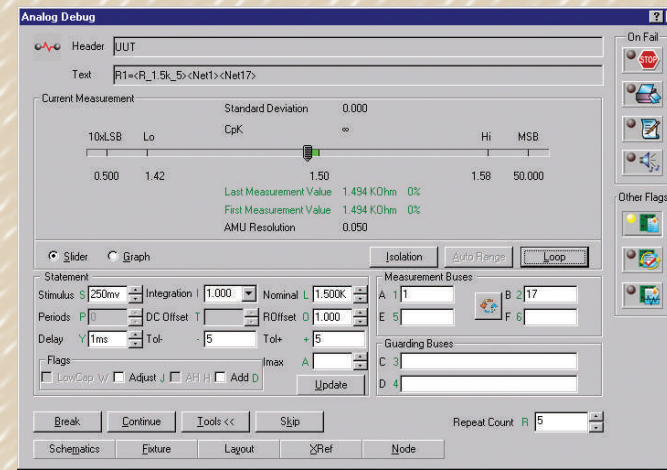 Analog Debug
Header UUT
Text R1=<R_1.5k_5><Net1><Net17>
On Fail
STOP
Current Measurement
Standard Deviation 0.000
CpK ∞
10xLSB Lo Hi MSB
0.500 1.42 1.50 1.58 50.000
Last Measurement Value 1.494 KOhm 0%
First Measurement Value 1.494 KOhm 0%
AMU Resolution 0.050
Other Flags
Slider Graph Isolation Auto Range Loop
Statement
Measurement Buses
Stimulus S 250mv Integration I 1.000 Nominal L 1.500K A 1 1 B 2 17
Periods P 0 DC Offset T ROffset O 1.000 E 5 F 6
Delay Y 1ms Tol- - 5 Tol+ + 5
Guarding Buses
Flags Imax A C 3
LowCap W Adjust J AH H Add D Update D 4
Break Continue Tools << Skip Repeat Count R 5
Schematics Fixture Layout XRef Node